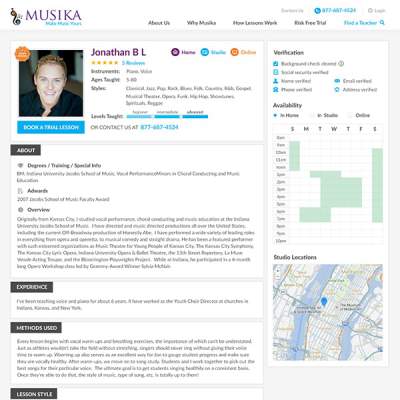 MUSIKA
Make Music Yours
Contact Us
877-687-4524
Login
About Us
Why Musika
How Lessons Work
Risk Free Trial
Find a Teacher
Jonathan B L
5 Reviews
Home
Studio
Online
Instruments: Piano, Voice
Ages Taught: 5-80
Styles: Classical, Jazz, Pop, Rock, Blues, Folk, Country, R&B, Gospel,
Musical Theater, Opera, Funk, Hip Hop, Showtunes,
Spirituals, Reggae
Levels Taught: beginner intermediate advanced
BOOK A TRIAL LESSON
OR CONTACT US AT 877-687-4524
ABOUT
Degrees / Training / Special Info
BM, Indiana University Jacobs School of Music, Vocal PerformanceMinors in Choral Conducting and Music
Education
Adwards
2007 Jacobs School of Music Faculty Award
Overview
Originally from Kansas City, I studied vocal performance, choral conducting and music education at the Indiana
University Jacobs School of Music. I have directed and music directed productions all over the United States,
including the current Off-Broadway production of Honestly Abe. I have performed a wide variety of leading roles
in everything from opera and operetta, to musical comedy and straight drama. He has been a featured performer
with such esteemed organizations as Music Theatre for Young People of Kansas City, The Kansas City Symphony,
The Kansas City Lyric Opera, Indiana University Opera & Ballet Theatre, the 13th Street Repertory, La Muse
Venale Acting Troupe, and the Bloomington Playwrights Project. While at Indiana, he participated in a 6-month
long Opera Workshop class led by Grammy-Award Winner Sylvia McNair.
EXPERIENCE
I've been teaching voice and piano for about 6 years. I have worked as the Youth Choir Director at churches in
Indiana, Kansas, and New York.
METHODS USED
Every lesson begins with vocal warm ups and breathing exercises, the importance of which can't be understated.
Just as athletes wouldn't take the field without stretching, singers should never sing without giving their voice
time to warm up. Warming up also serves as an excellent way for me to gauge student progress and make sure
they are vocally healthy. After warm ups, we move on to song study. Students and I work together to pick out the
best songs for their particular voice. The ultimate goal is to get students singing healthily on a consistent basis.
Once they're able to do that, the style of music, type of song, etc. is totally up to them!
LESSON STYLE
Verification
Background check cleared
Social security verified
Name verified
Email verified
Phone verified
Address verified
Availability
In Home
In Studio
Online
S M T W T F S
9am
10am
11am
12pm
1pm
2pm
3pm
4pm
5pm
6pm
7pm
8pm
9pm
10pm
Studio Locations